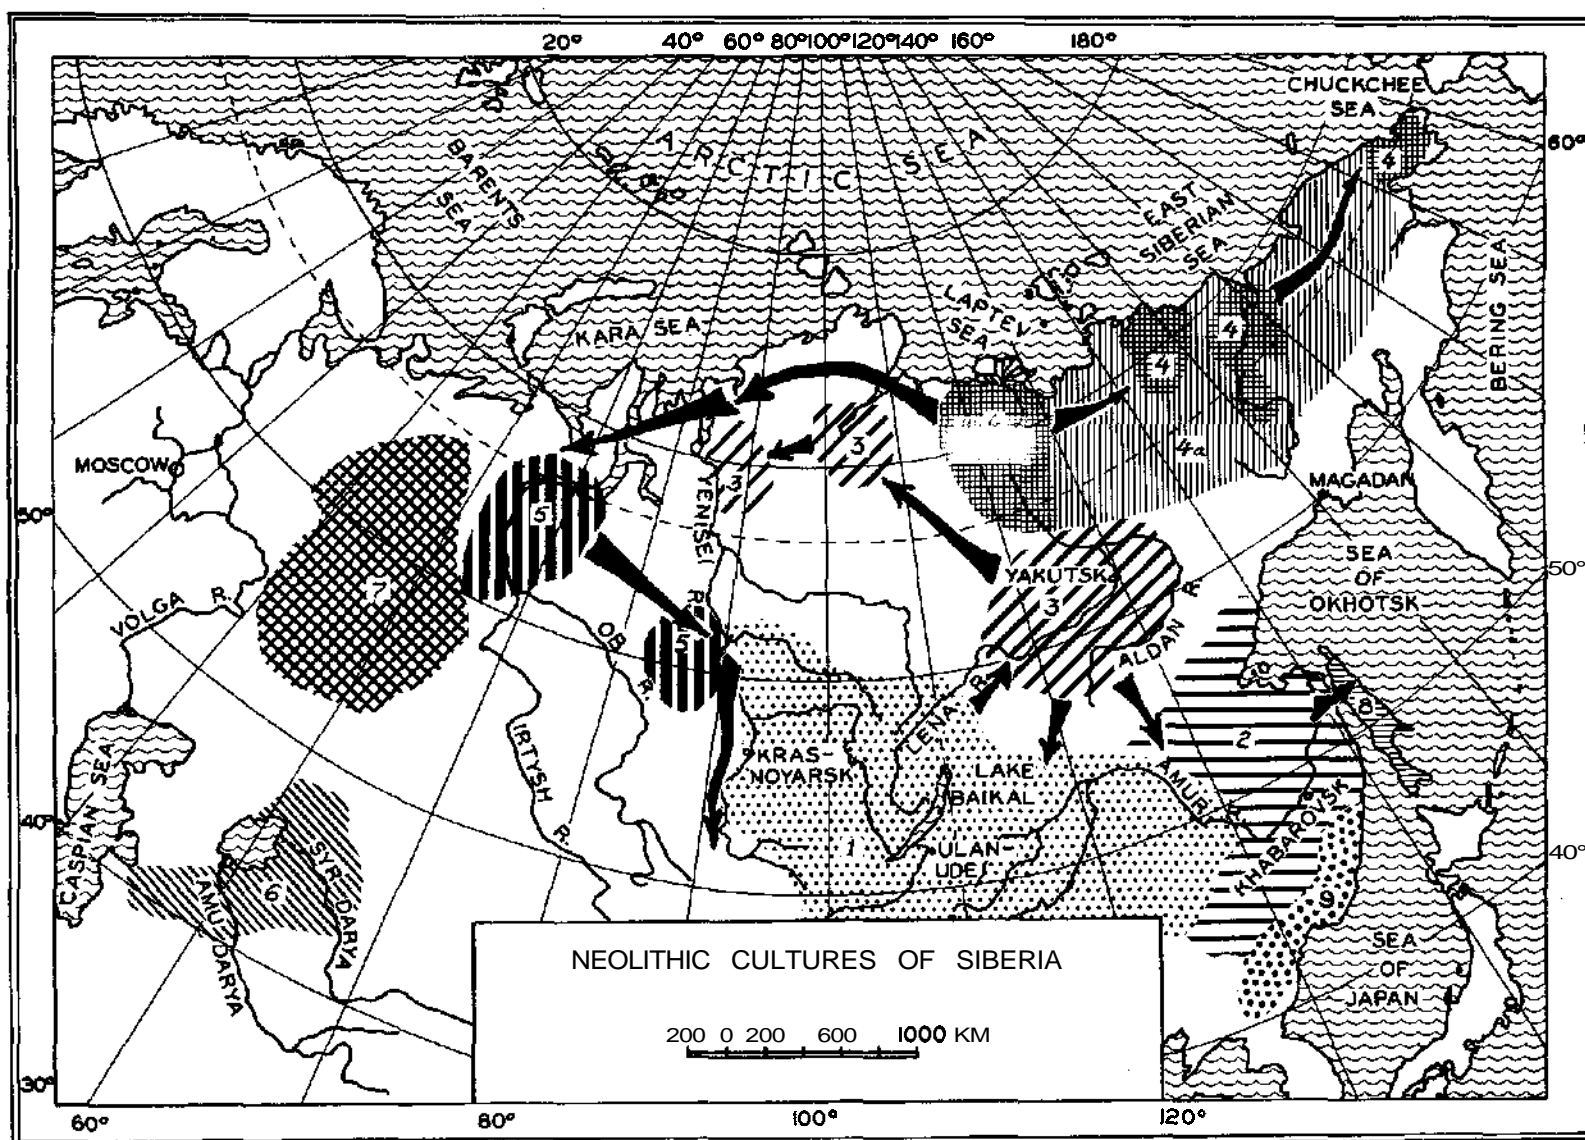 20° 40° 60° 80° 100° 120° 140° 160° 180°
CHUCKCHEE
SEA
60°
ARCTIC SEA
BARENTS
SEA
EAST
SIBERIAN
SEA
LAPTEV
SEA
KARA SEA
BERING SEA
4
4
4
4
4a
3
3
5
MOSCOW
YENISEI R.
MAGADAN
50°
SEA
OF
OKHOTSK
50°
YAKUTSK
3
7
VOLGA R.
OB R.
5
ALDAN R.
LENA R.
IRTYSH R.
KRAS-
NOYARSK
LAKE
BAIKAL
AMUR R.
2
8
CASPIAN SEA
40°
1
ULAN-
UDE
KHABAROVSK
40°
AMU DARYA
6
SYR-DARYA
9
SEA
OF
JAPAN
NEOLITHIC CULTURES OF SIBERIA
200 0 200 600 1000 KM
30°
60° 80° 100° 120°